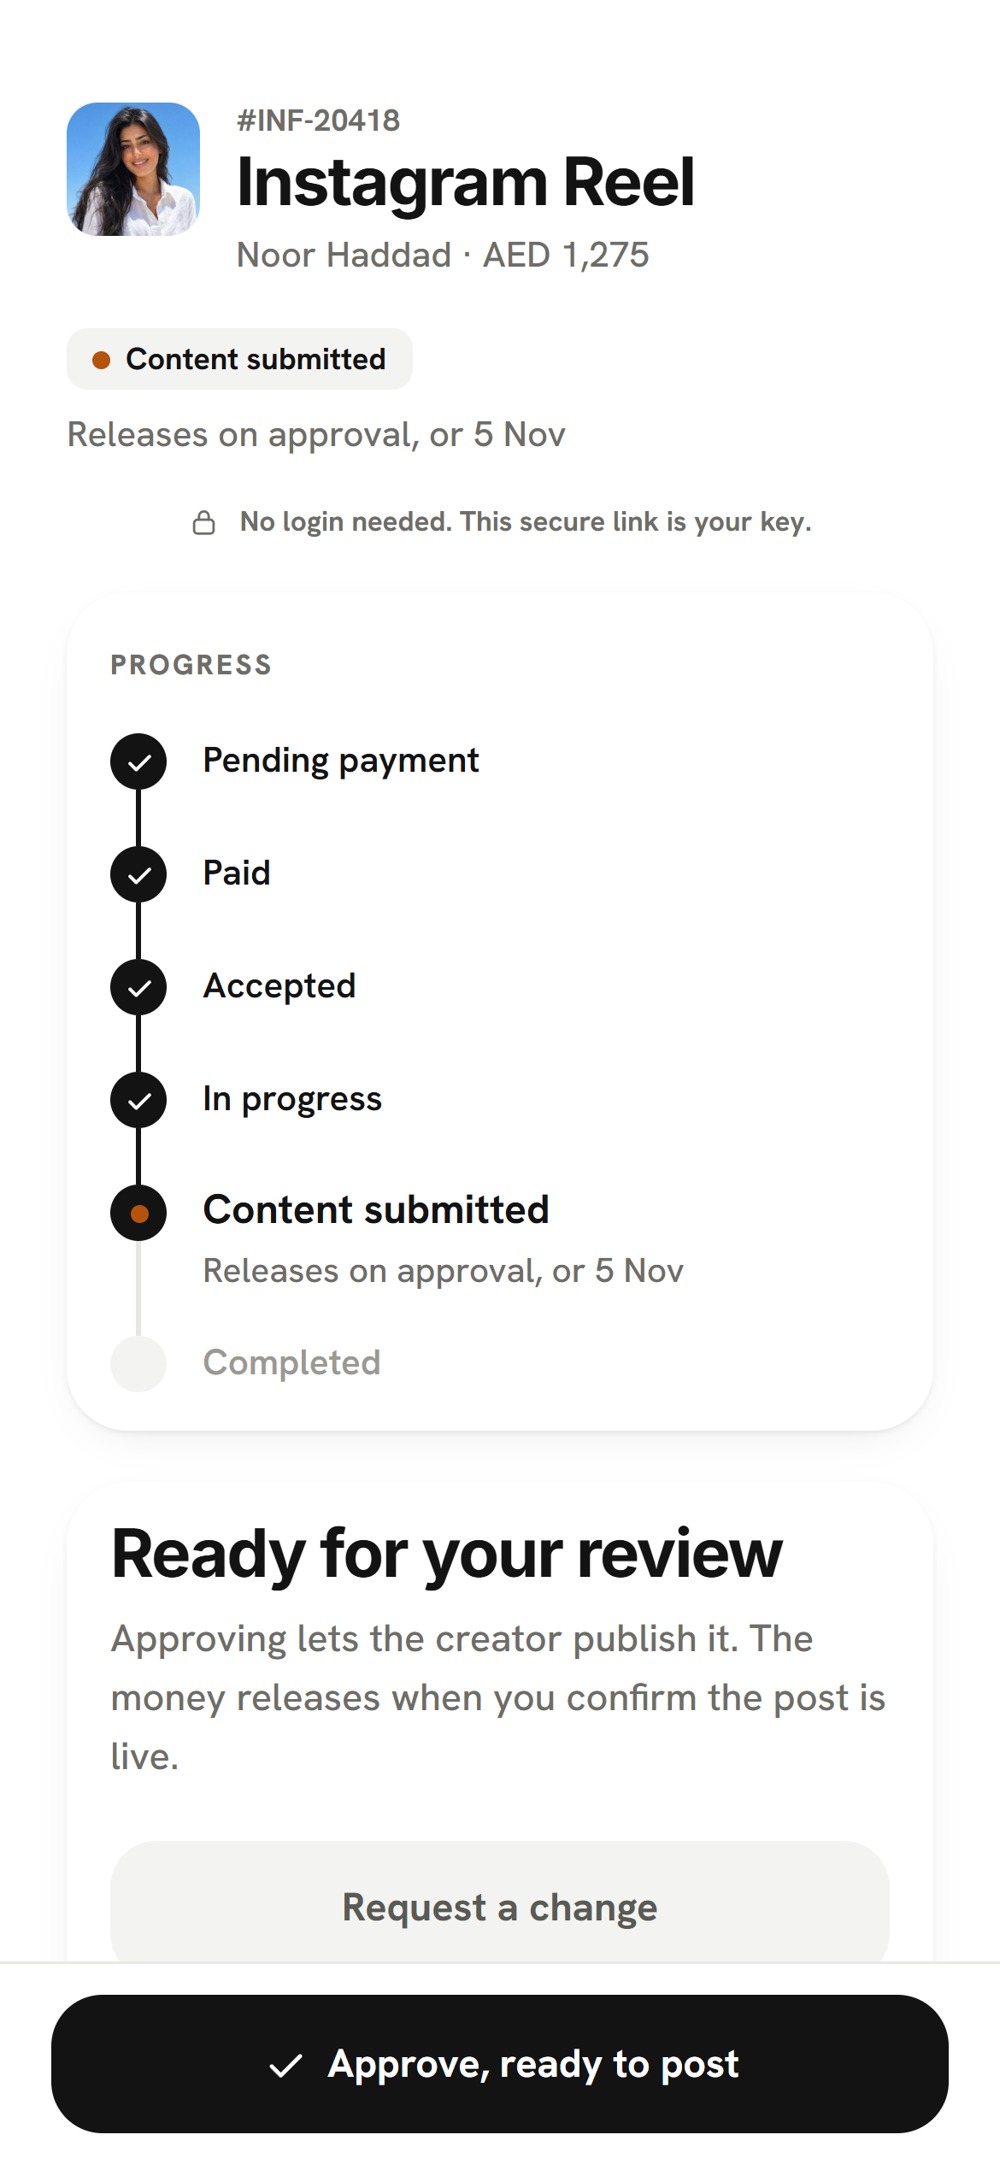 #INF-20418
Instagram Reel
Noor Haddad · AED 1,275
Content submitted
Releases on approval, or 5 Nov
No login needed. This secure link is your key.
PROGRESS
Pending payment
Paid
Accepted
In progress
Content submitted
Releases on approval, or 5 Nov
Completed
Ready for your review
Approving lets the creator publish it. The
money releases when you confirm the post is
live.
Request a change
Approve, ready to post